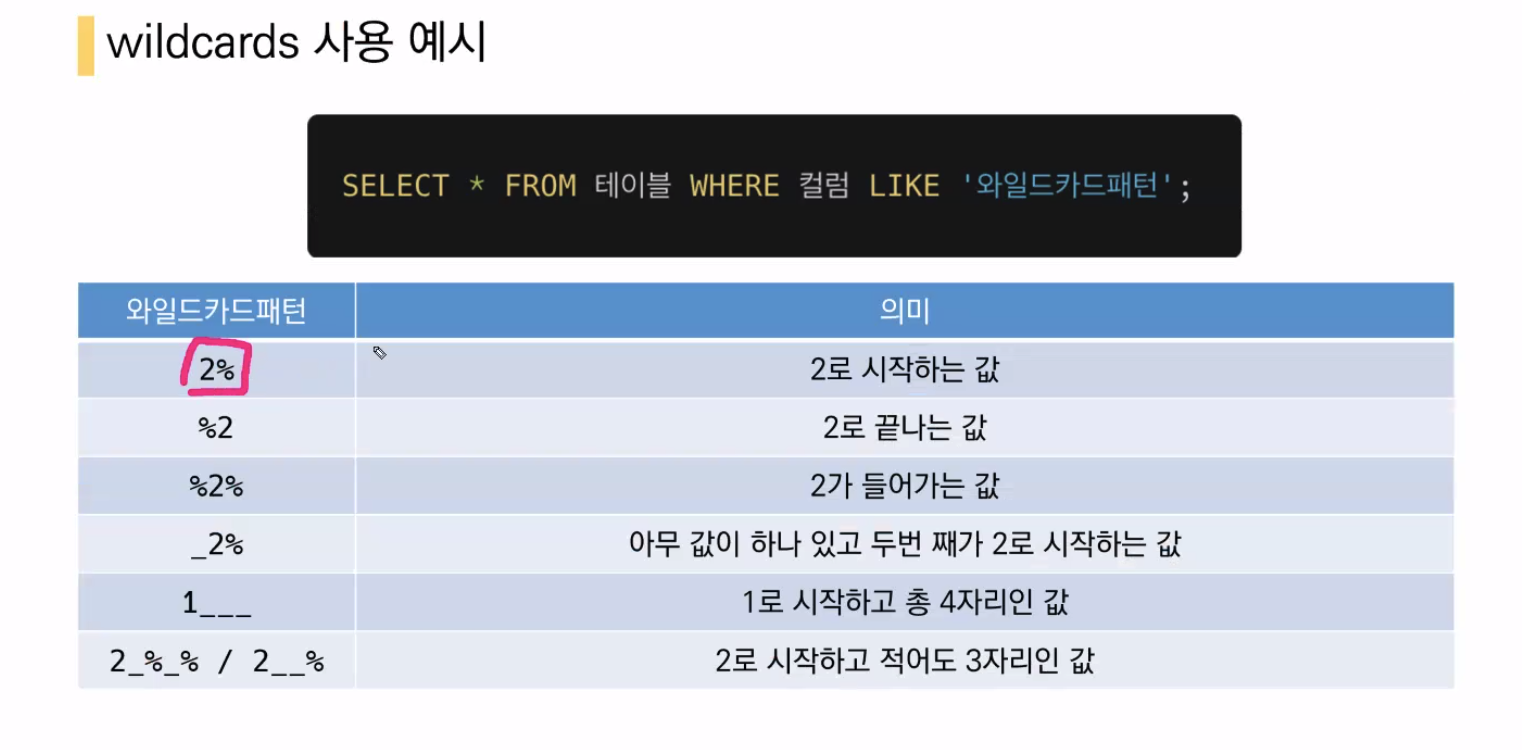 wildcards 사용 예시
SELECT * FROM 테이블 WHERE 컬럼 LIKE '와일드카드패턴';
와일드카드패턴 의미
2% 2로 시작하는 값
%2 2로 끝나는 값
%2% 2가 들어가는 값
_2% 아무 값이 하나 있고 두번 째가 2로 시작하는 값
1___ 1로 시작하고 총 4자리인 값
2_%_% / 2__% 2로 시작하고 적어도 3자리인 값